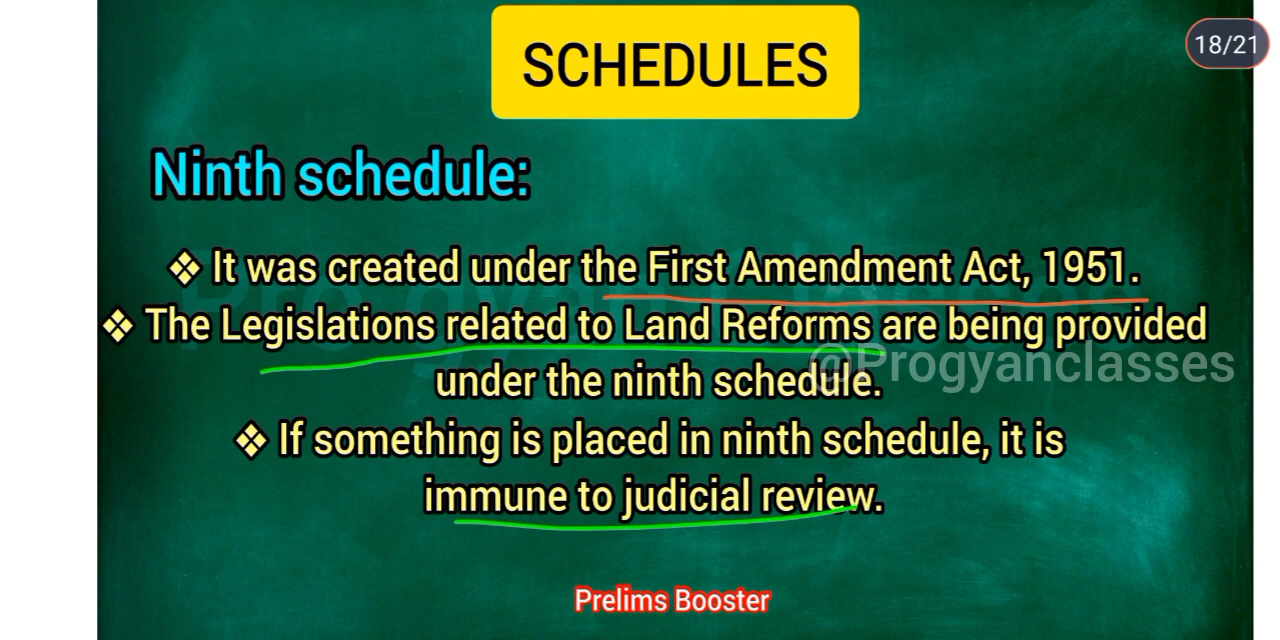 SCHEDULES
18/21
Ninth schedule:
❖ It was created under the First Amendment Act, 1951.
❖ The Legislations related to Land Reforms are being provided
@Progyanclasses
under the ninth schedule.
❖ If something is placed in ninth schedule, it is
immune to judicial review.
Prelims Booster